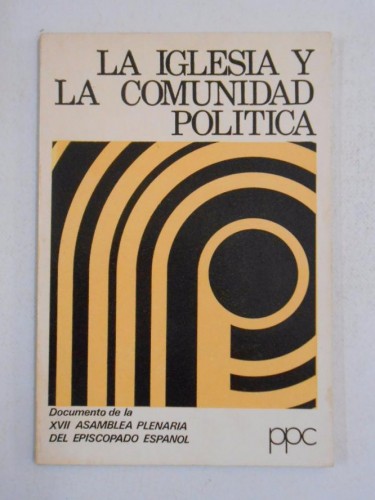 LA IGLESIA Y
LA COMUNIDAD
POLITICA
Documento de la
XVII ASAMBLEA PLENARIA
DEL EPISCOPADO ESPAÑOL
ppc